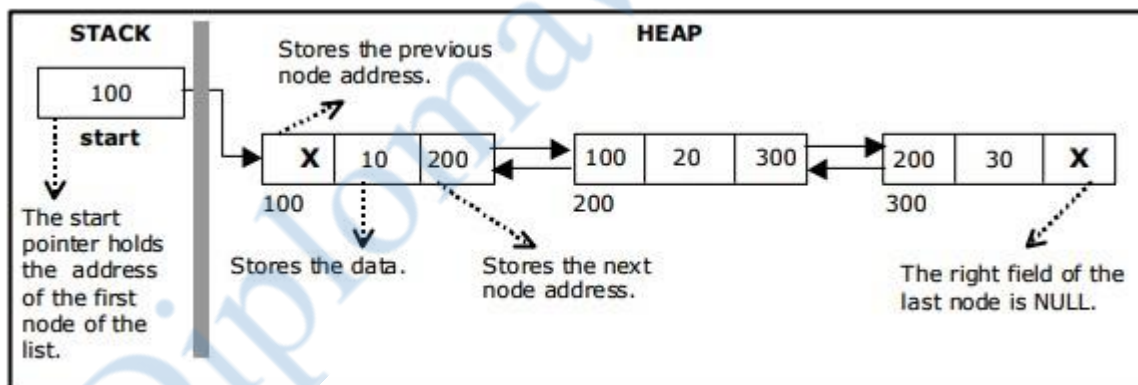 STACK
HEAP
Stores the previous
node address.
100
start
X 10 200
100 20 300
200 30 X
100
200
300
The start
pointer holds
the address
of the first
node of the
list.
Stores the data.
Stores the next
node address.
The right field of the
last node is NULL.
Diploma